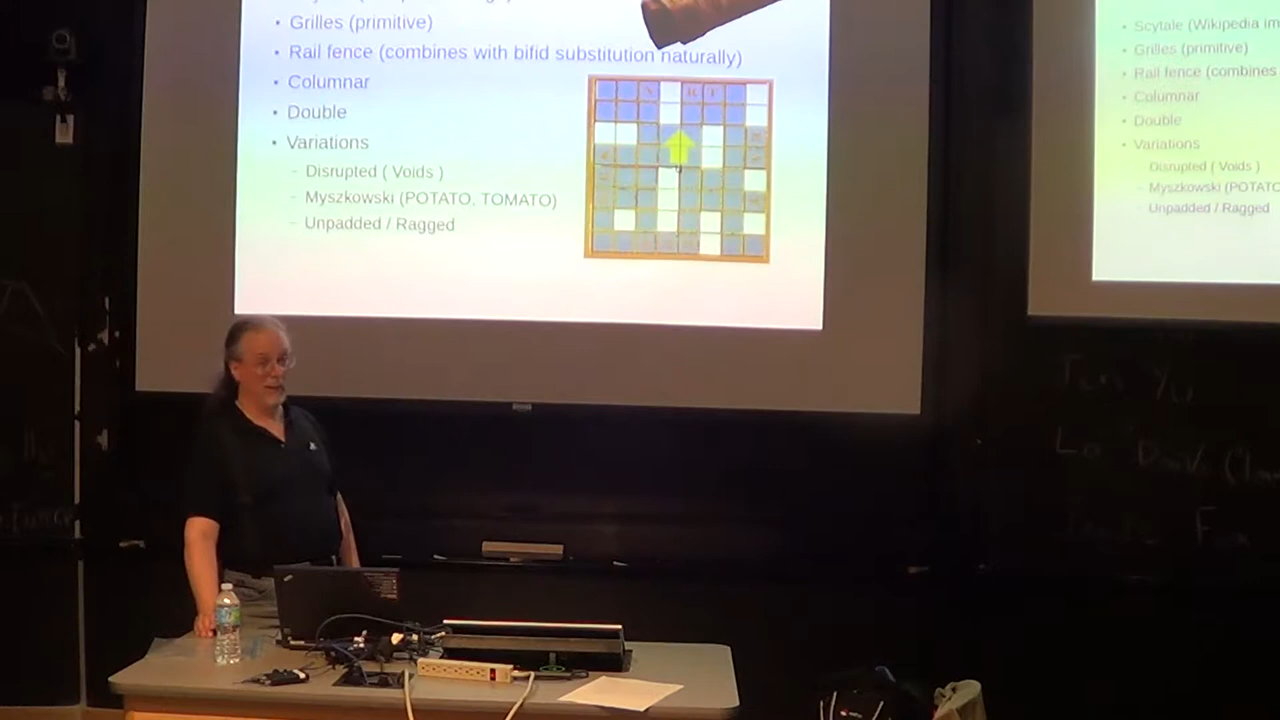 • Grilles (primitive)
• Rail fence (combines with bifid substitution naturally)
• Columnar
• Double
• Variations
– Disrupted ( Voids )
– Myszkowski (POTATO, TOMATO)
– Unpadded / Ragged
• Scytale (Wikipedia im
• Grilles (primitive)
• Rail fence (combines
• Columnar
• Double
• Variations
Disrupted ( Voids )
– Myszkowski (POTATO
– Unpadded / Ragged